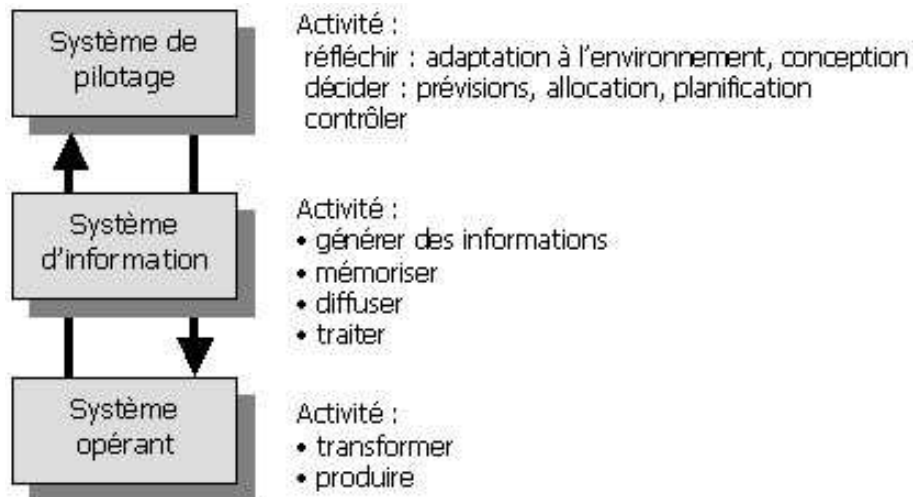 Système de
pilotage
Activité :
réfléchir : adaptation à l'environnement, conception
décider : prévisions, allocation, planification
contrôler
Système
d'information
Activité :
• générer des informations
• mémoriser
• diffuser
• traiter
Système
opérant
Activité :
• transformer
• produire